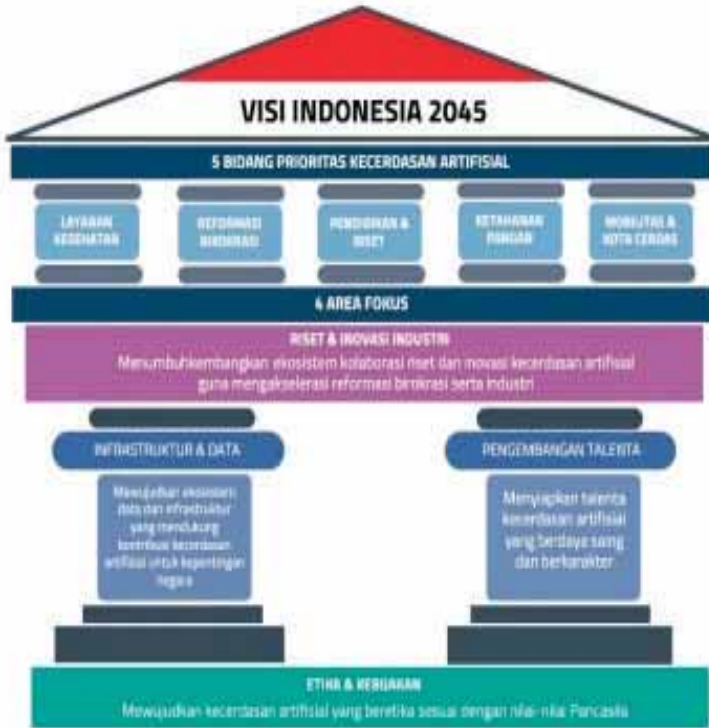 VISI INDONESIA 2045
5 BIDANG PRIORITAS KECERDASAN ARTIFISIAL
LAYANAN
KESEHATAN
REFORMASI
BIROKRASI
PENDIDIKAN &
RISET
KETAHANAN
PANGAN
MOBILITAS &
KOTA CERDAS
4 AREA FOKUS
RISET & INOVASI INDUSTRI
Menumbuhkembangkan ekosistem kolaborasi riset dan inovasi kecerdasan artifisial
guna mengakselerasi reformasi birokrasi serta industri
INFRASTRUKTUR & DATA
Mewujudkan ekosistem
data dan infrastruktur
yang mendukung
kontribusi kecerdasan
artifisial untuk kepentingan
negara
PENGEMBANGAN TALENTA
Menyiapkan talenta
kecerdasan artifisial
yang berdaya saing
dan berkarakter
ETIKA & KEBIJAKAN
Mewujudkan kecerdasan artifisial yang beretika sesuai dengan nilai-nilai Pancasila